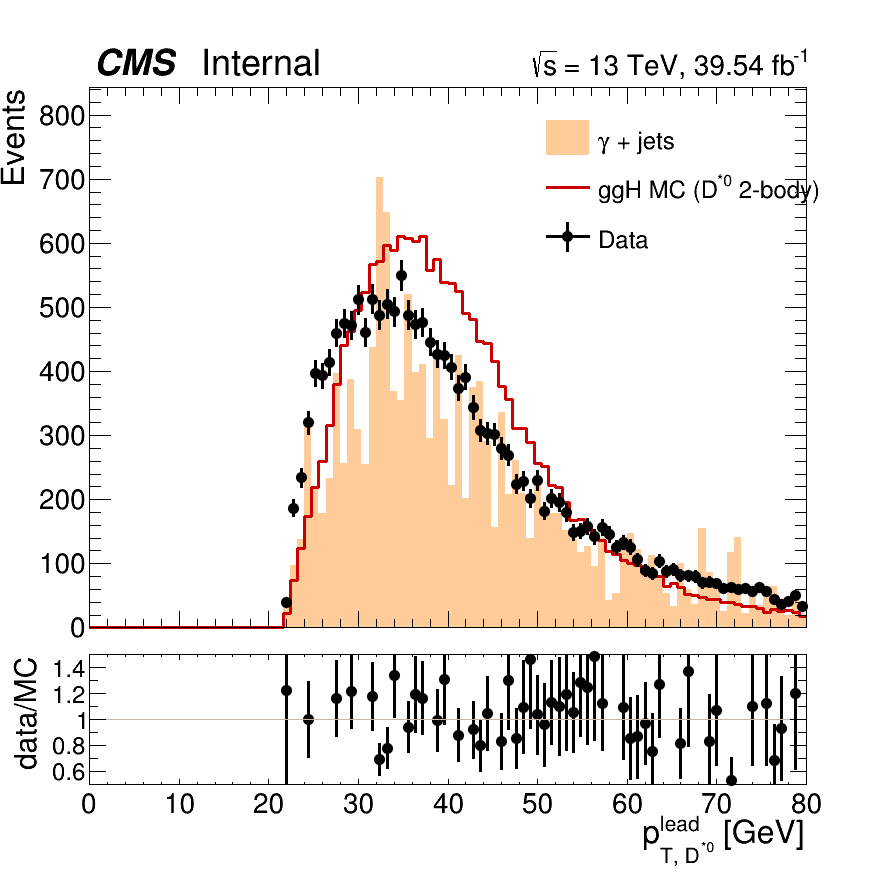 CMS Internal √s = 13 TeV, 39.54 fb⁻¹
Events
800
700
600
500
400
300
200
100
0
γ + jets
ggH MC (D*⁰ 2-body)
Data
data/MC
1.4
1.2
1
0.8
0.6
0 10 20 30 40 50 60 70 80
p lead T, D*⁰ [GeV]